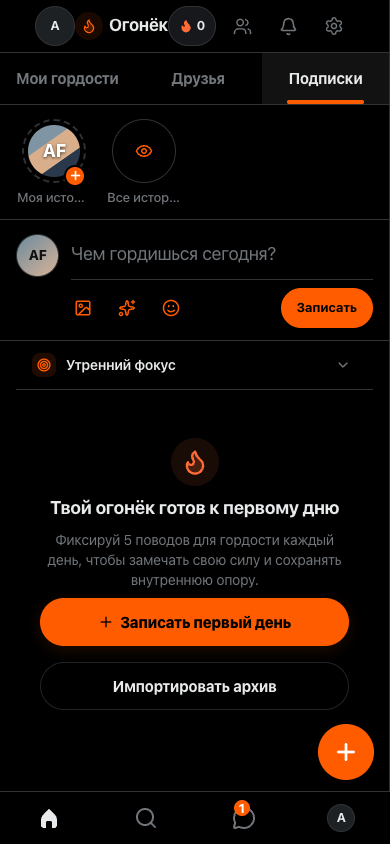 A
Огонёк
0
Мои гордости
Друзья
Подписки
AF
Моя исто...
Все истор...
AF
Чем гордишься сегодня?
Записать
Утренний фокус
Твой огонёк готов к первому дню
Фиксируй 5 поводов для гордости каждый
день, чтобы замечать свою силу и сохранять
внутреннюю опору.
+ Записать первый день
Импортировать архив
1
A